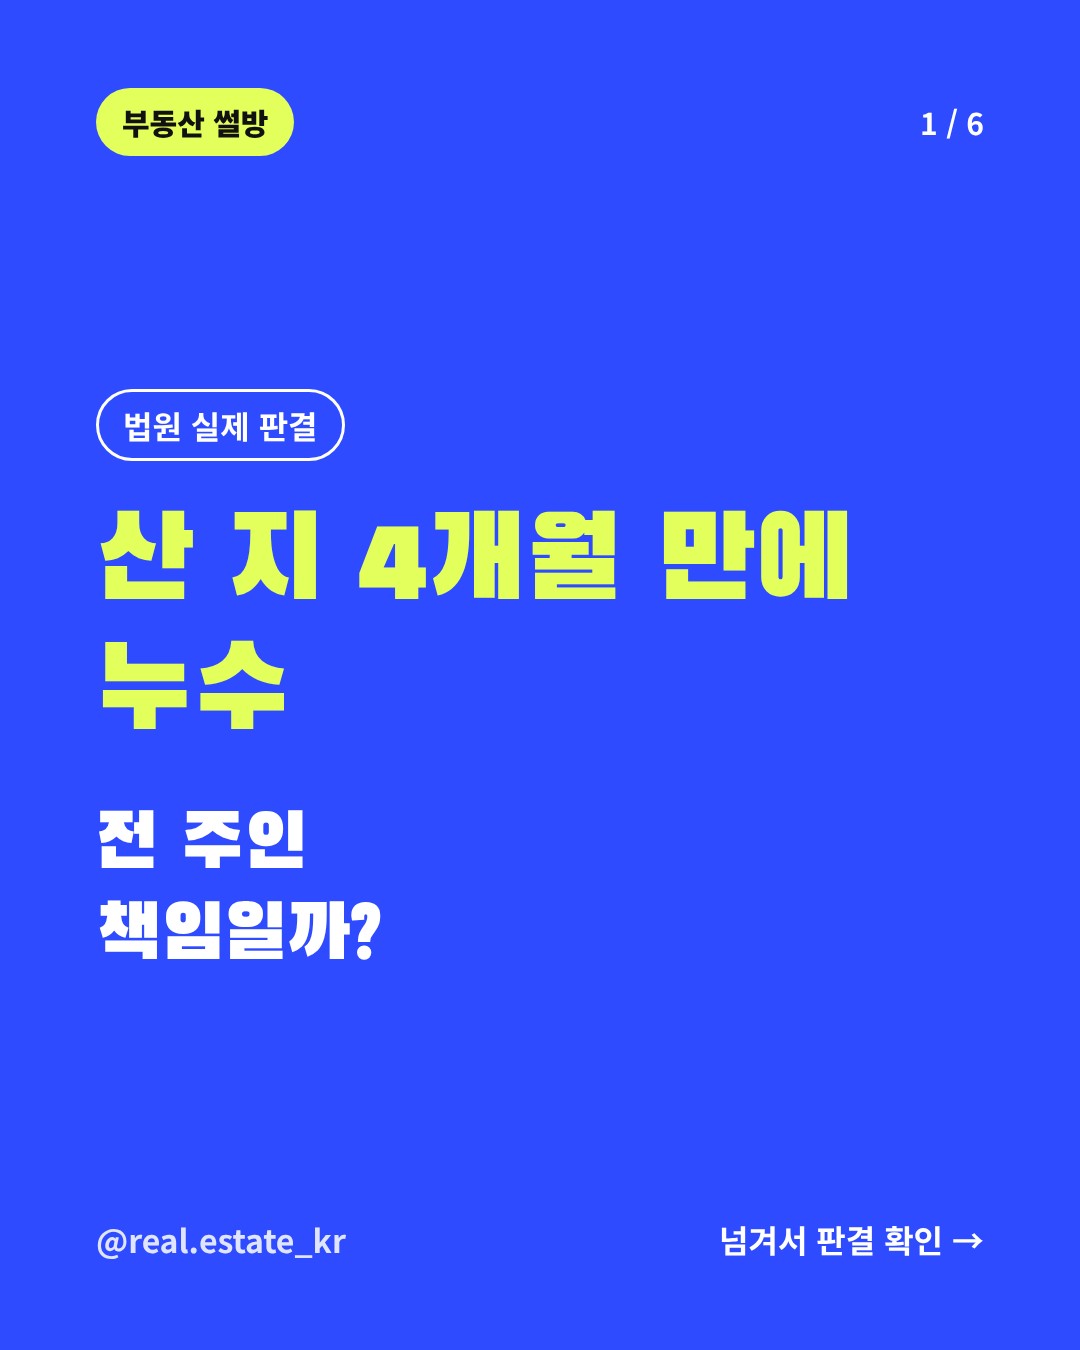 부동산 썰방
1 / 6
법원 실제 판결
산 지 4개월 만에
누수
전 주인
책임일까?
@real.estate_kr
넘겨서 판결 확인 →